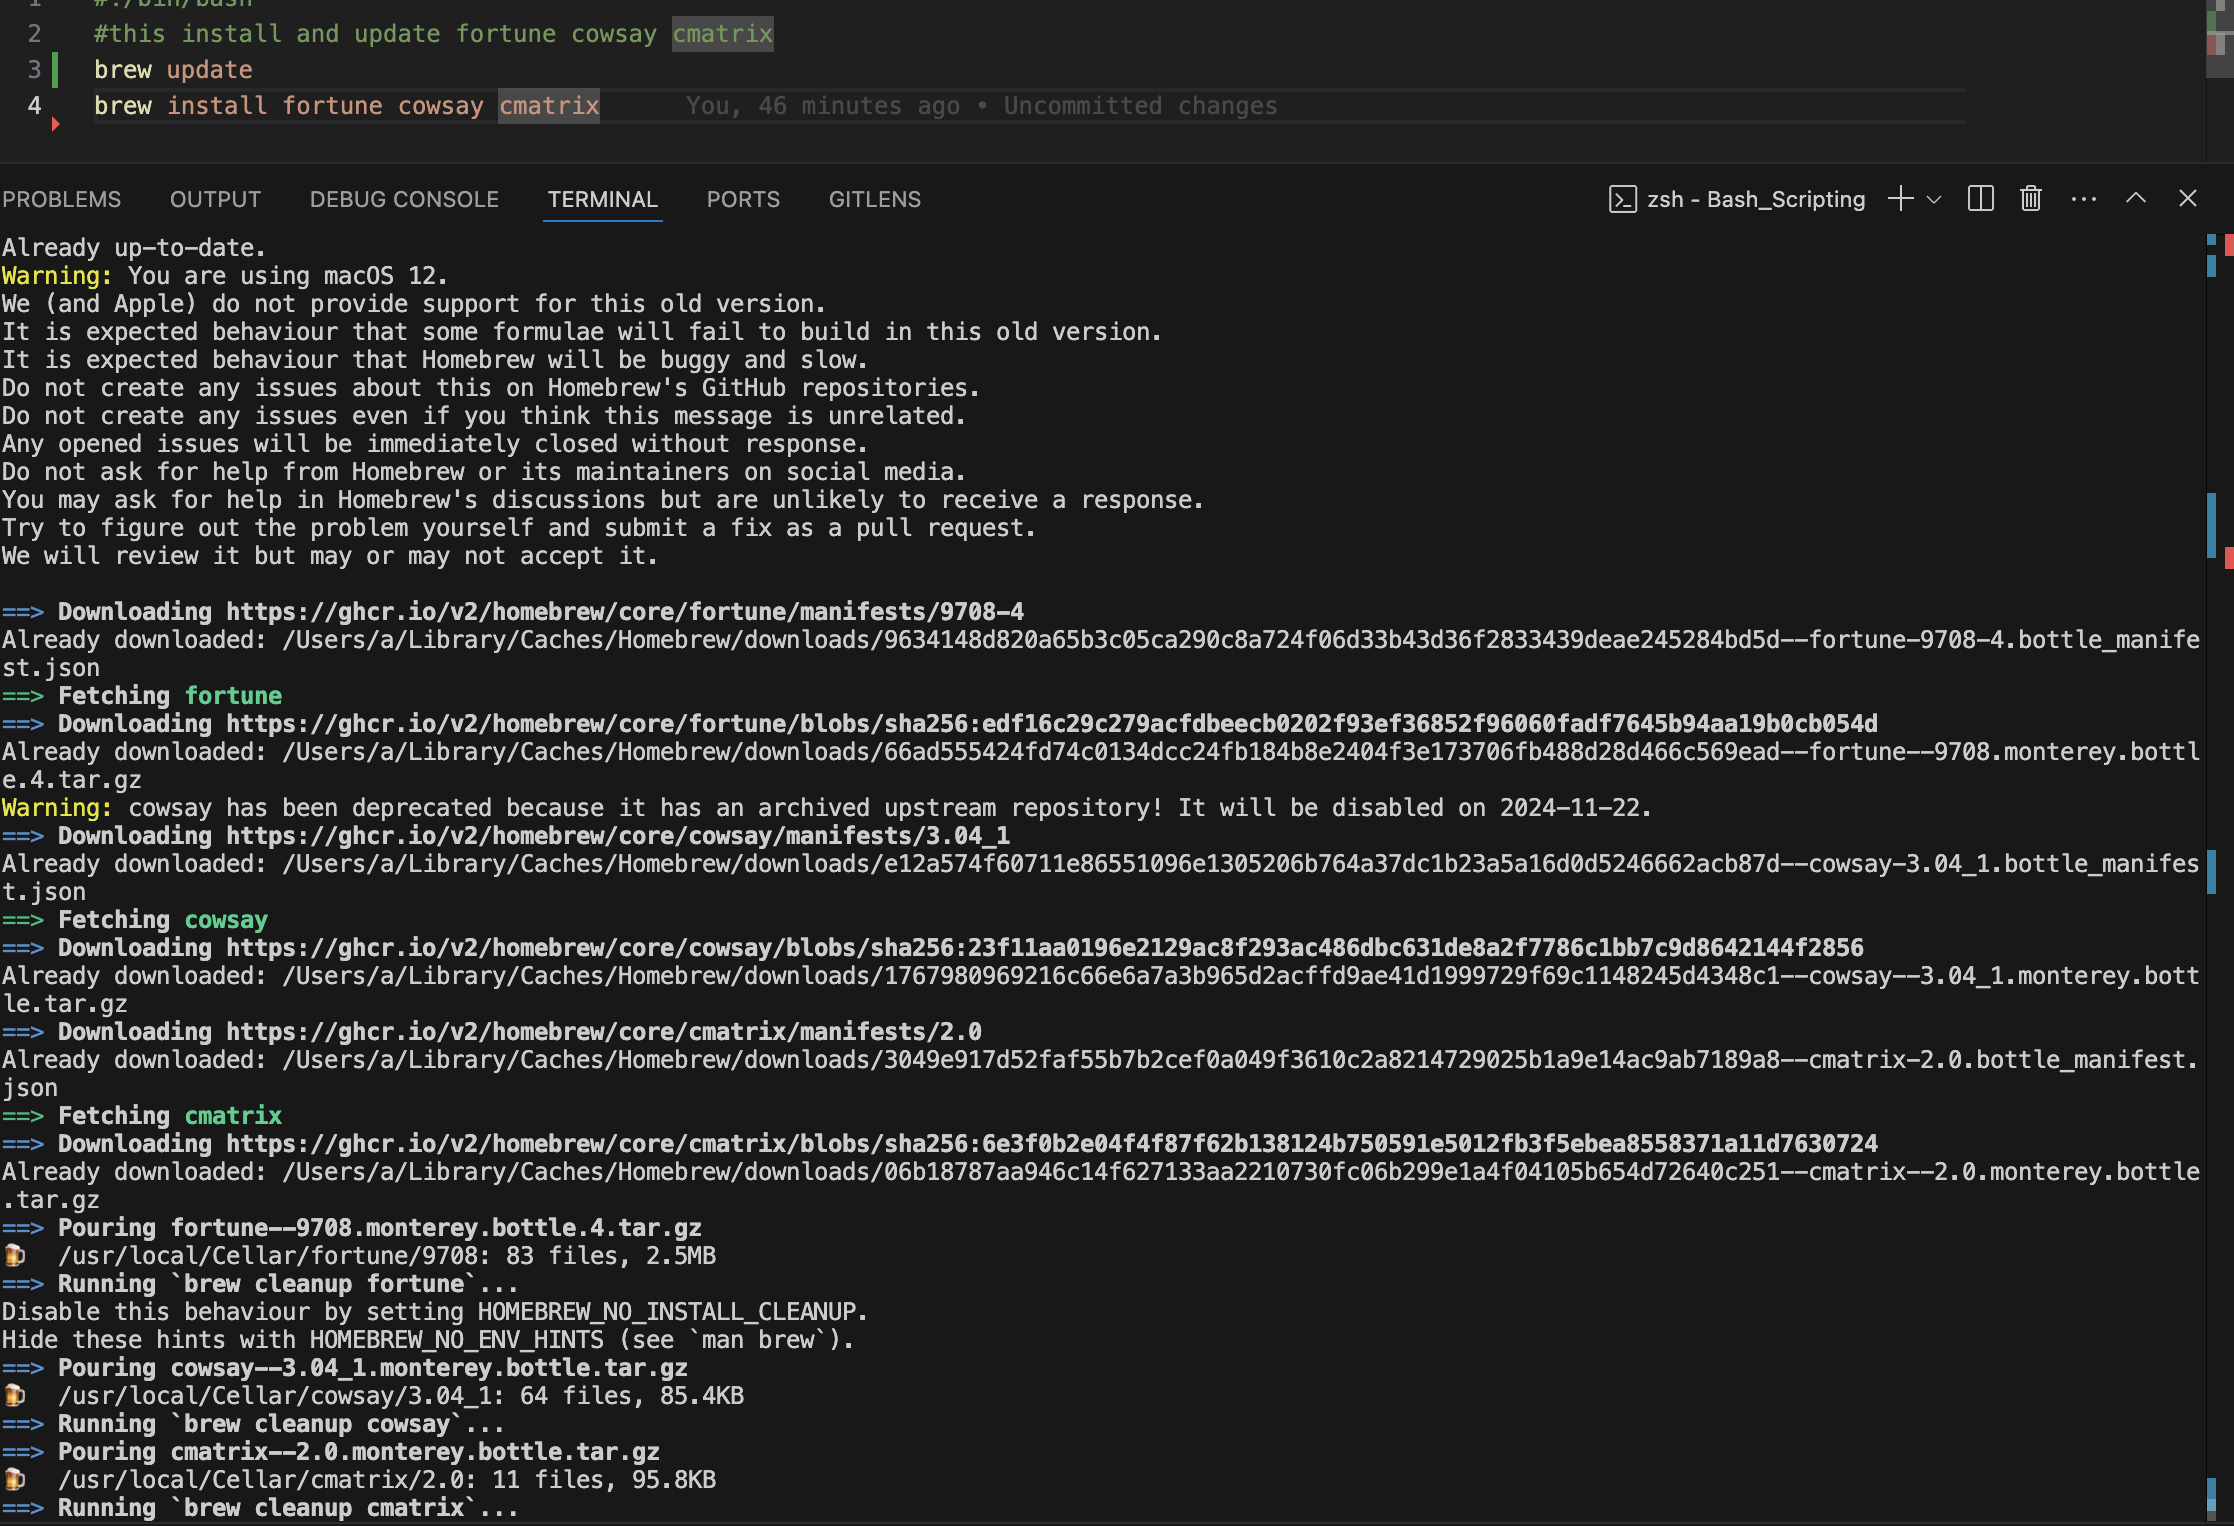 1 #!/bin/bash
2 #this install and update fortune cowsay cmatrix
3 brew update
4 brew install fortune cowsay cmatrix You, 46 minutes ago • Uncommitted changes
PROBLEMS OUTPUT DEBUG CONSOLE TERMINAL PORTS GITLENS zsh - Bash_Scripting
Already up-to-date.
Warning: You are using macOS 12.
We (and Apple) do not provide support for this old version.
It is expected behaviour that some formulae will fail to build in this old version.
It is expected behaviour that Homebrew will be buggy and slow.
Do not create any issues about this on Homebrew's GitHub repositories.
Do not create any issues even if you think this message is unrelated.
Any opened issues will be immediately closed without response.
Do not ask for help from Homebrew or its maintainers on social media.
You may ask for help in Homebrew's discussions but are unlikely to receive a response.
Try to figure out the problem yourself and submit a fix as a pull request.
We will review it but may or may not accept it.
==> Downloading https://ghcr.io/v2/homebrew/core/fortune/manifests/9708-4
Already downloaded: /Users/a/Library/Caches/Homebrew/downloads/9634148d820a65b3c05ca290c8a724f06d33b43d36f2833439deae245284bd5d--fortune-9708-4.bottle_manife
st.json
==> Fetching fortune
==> Downloading https://ghcr.io/v2/homebrew/core/fortune/blobs/sha256:edf16c29c279acfdbeecb0202f93ef36852f96060fadf7645b94aa19b0cb054d
Already downloaded: /Users/a/Library/Caches/Homebrew/downloads/66ad555424fd74c0134dcc24fb184b8e2404f3e173706fb488d28d466c569ead--fortune--9708.monterey.bottl
e.4.tar.gz
Warning: cowsay has been deprecated because it has an archived upstream repository! It will be disabled on 2024-11-22.
==> Downloading https://ghcr.io/v2/homebrew/core/cowsay/manifests/3.04_1
Already downloaded: /Users/a/Library/Caches/Homebrew/downloads/e12a574f60711e86551096e1305206b764a37dc1b23a5a16d0d5246662acb87d--cowsay-3.04_1.bottle_manifes
t.json
==> Fetching cowsay
==> Downloading https://ghcr.io/v2/homebrew/core/cowsay/blobs/sha256:23f11aa0196e2129ac8f293ac486dbc631de8a2f7786c1bb7c9d8642144f2856
Already downloaded: /Users/a/Library/Caches/Homebrew/downloads/1767980969216c66e6a7a3b965d2acffd9ae41d1999729f69c1148245d4348c1--cowsay--3.04_1.monterey.bott
le.tar.gz
==> Downloading https://ghcr.io/v2/homebrew/core/cmatrix/manifests/2.0
Already downloaded: /Users/a/Library/Caches/Homebrew/downloads/3049e917d52faf55b7b2cef0a049f3610c2a8214729025b1a9e14ac9ab7189a8--cmatrix-2.0.bottle_manifest.
json
==> Fetching cmatrix
==> Downloading https://ghcr.io/v2/homebrew/core/cmatrix/blobs/sha256:6e3f0b2e04f4f87f62b138124b750591e5012fb3f5ebea8558371a11d7630724
Already downloaded: /Users/a/Library/Caches/Homebrew/downloads/06b18787aa946c14f627133aa2210730fc06b299e1a4f04105b654d72640c251--cmatrix--2.0.monterey.bottle
.tar.gz
==> Pouring fortune--9708.monterey.bottle.4.tar.gz
🍺 /usr/local/Cellar/fortune/9708: 83 files, 2.5MB
==> Running `brew cleanup fortune`...
Disable this behaviour by setting HOMEBREW_NO_INSTALL_CLEANUP.
Hide these hints with HOMEBREW_NO_ENV_HINTS (see `man brew`).
==> Pouring cowsay--3.04_1.monterey.bottle.tar.gz
🍺 /usr/local/Cellar/cowsay/3.04_1: 64 files, 85.4KB
==> Running `brew cleanup cowsay`...
==> Pouring cmatrix--2.0.monterey.bottle.tar.gz
🍺 /usr/local/Cellar/cmatrix/2.0: 11 files, 95.8KB
==> Running `brew cleanup cmatrix`...